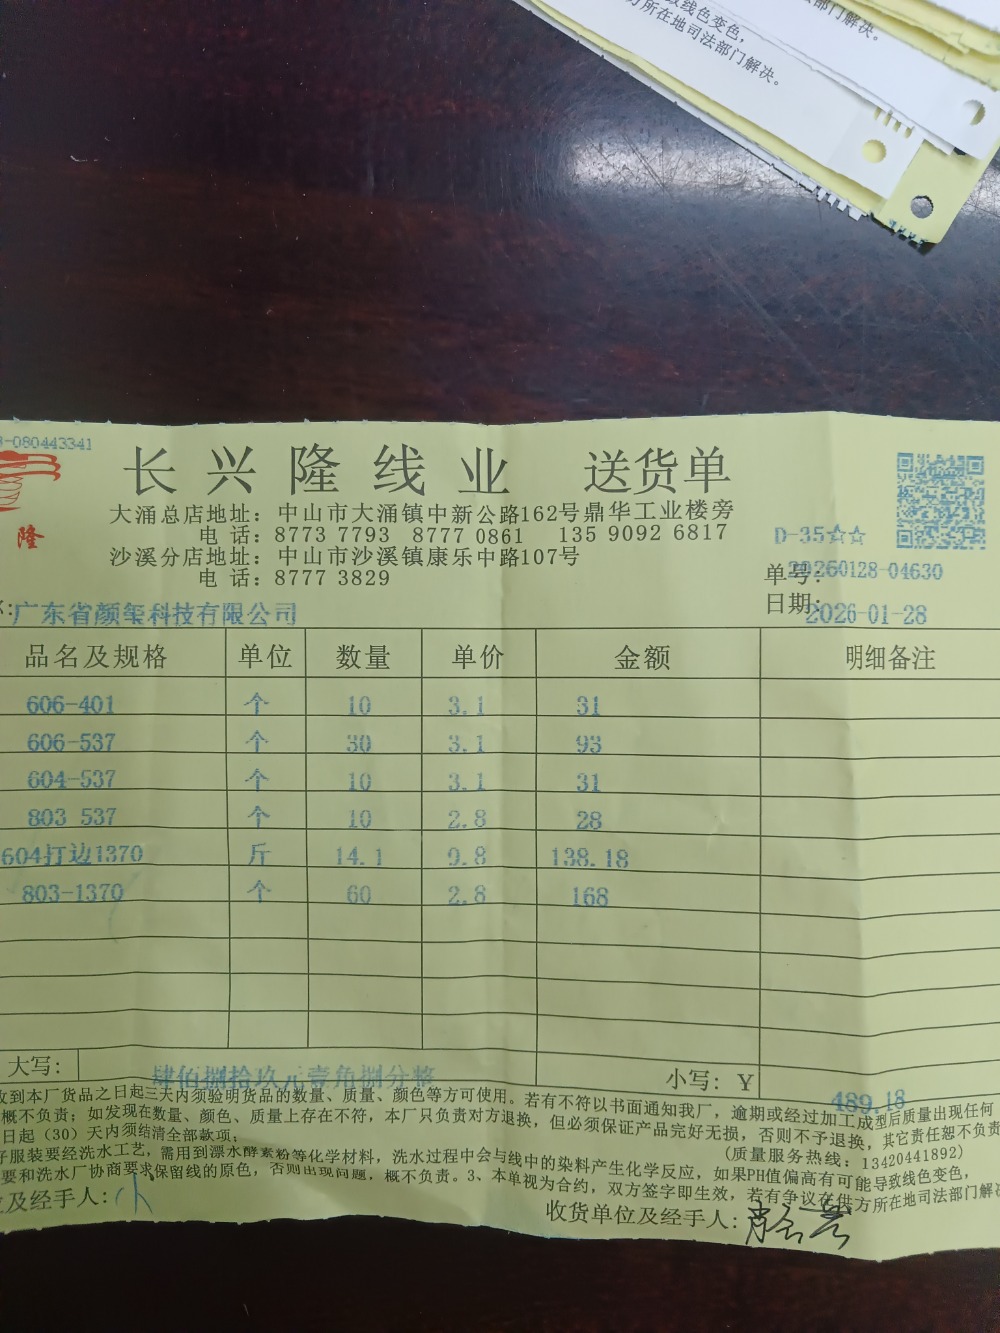 部门解决。
致线色变色，
方所在地司法部门解决。
3-080443341
隆
长兴隆线业 送货单
大涌总店地址：中山市大涌镇中新公路162号鼎华工业楼旁
电 话：8773 7793 8777 0861 135 9092 6817
沙溪分店地址：中山市沙溪镇康乐中路107号
电 话：8777 3829
D-35☆☆
单号：20260128-04630
日期：2026-01-28
广东省颜玺科技有限公司
品名及规格 单位 数量 单价 金额 明细备注
606-401 个 10 3.1 31
606-537 个 30 3.1 93
604-537 个 10 3.1 31
803 537 个 10 2.8 28
604打边1370 斤 14.1 9.8 138.18
803-1370 个 60 2.8 168
大写： 肆佰捌拾玖元壹角捌分整 小写：￥ 489.18
收到本厂货品之日起三天内须验明货品的数量、质量、颜色等方可使用。若有不符以书面通知我厂，逾期或经过加工成型后质量出现任何
概不负责；如发现在数量、颜色、质量上存在不符，本厂只负责对方退换，但必须保证产品完好无损，否则不予退换，其它责任恕不负责
日起（30）天内须结清全部款项；
（质量服务热线：13420441892）
好服装要经洗水工艺，需用到漂水酵素粉等化学材料，洗水过程中会与线中的染料产生化学反应，如果PH值偏高有可能导致线色变色，
要和洗水厂协商要求保留线的原色，否则出现问题，概不负责。3、本单视为合约，双方签字即生效，若有争议在供方所在地司法部门解决
位及经手人：
收货单位及经手人：